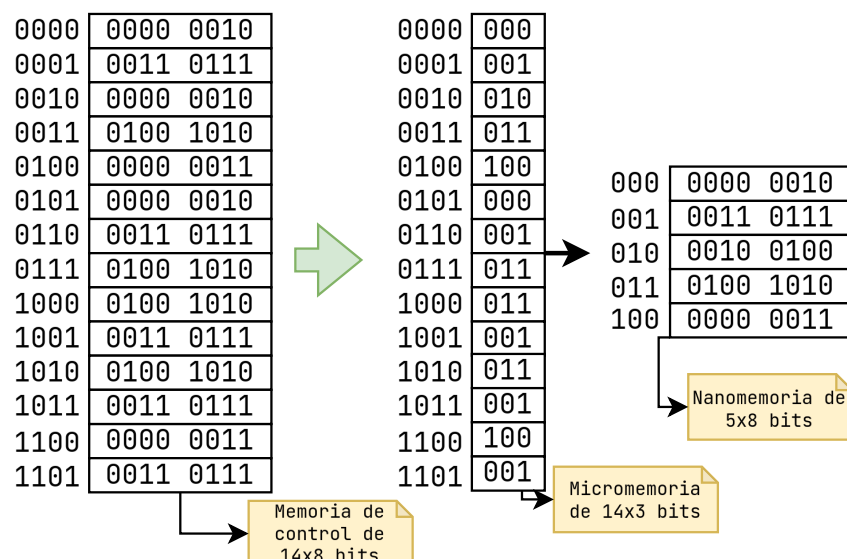 0000 0000 0010
0001 0011 0111
0010 0000 0010
0011 0100 1010
0100 0000 0011
0101 0000 0010
0110 0011 0111
0111 0100 1010
1000 0100 1010
1001 0011 0111
1010 0100 1010
1011 0011 0111
1100 0000 0011
1101 0011 0111
Memoria de
control de
14x8 bits
0000 000
0001 001
0010 010
0011 011
0100 100
0101 000
0110 001
0111 011
1000 011
1001 001
1010 011
1011 001
1100 100
1101 001
Micromemoria
de 14x3 bits
000 0000 0010
001 0011 0111
010 0010 0100
011 0100 1010
100 0000 0011
Nanomemoria de
5x8 bits